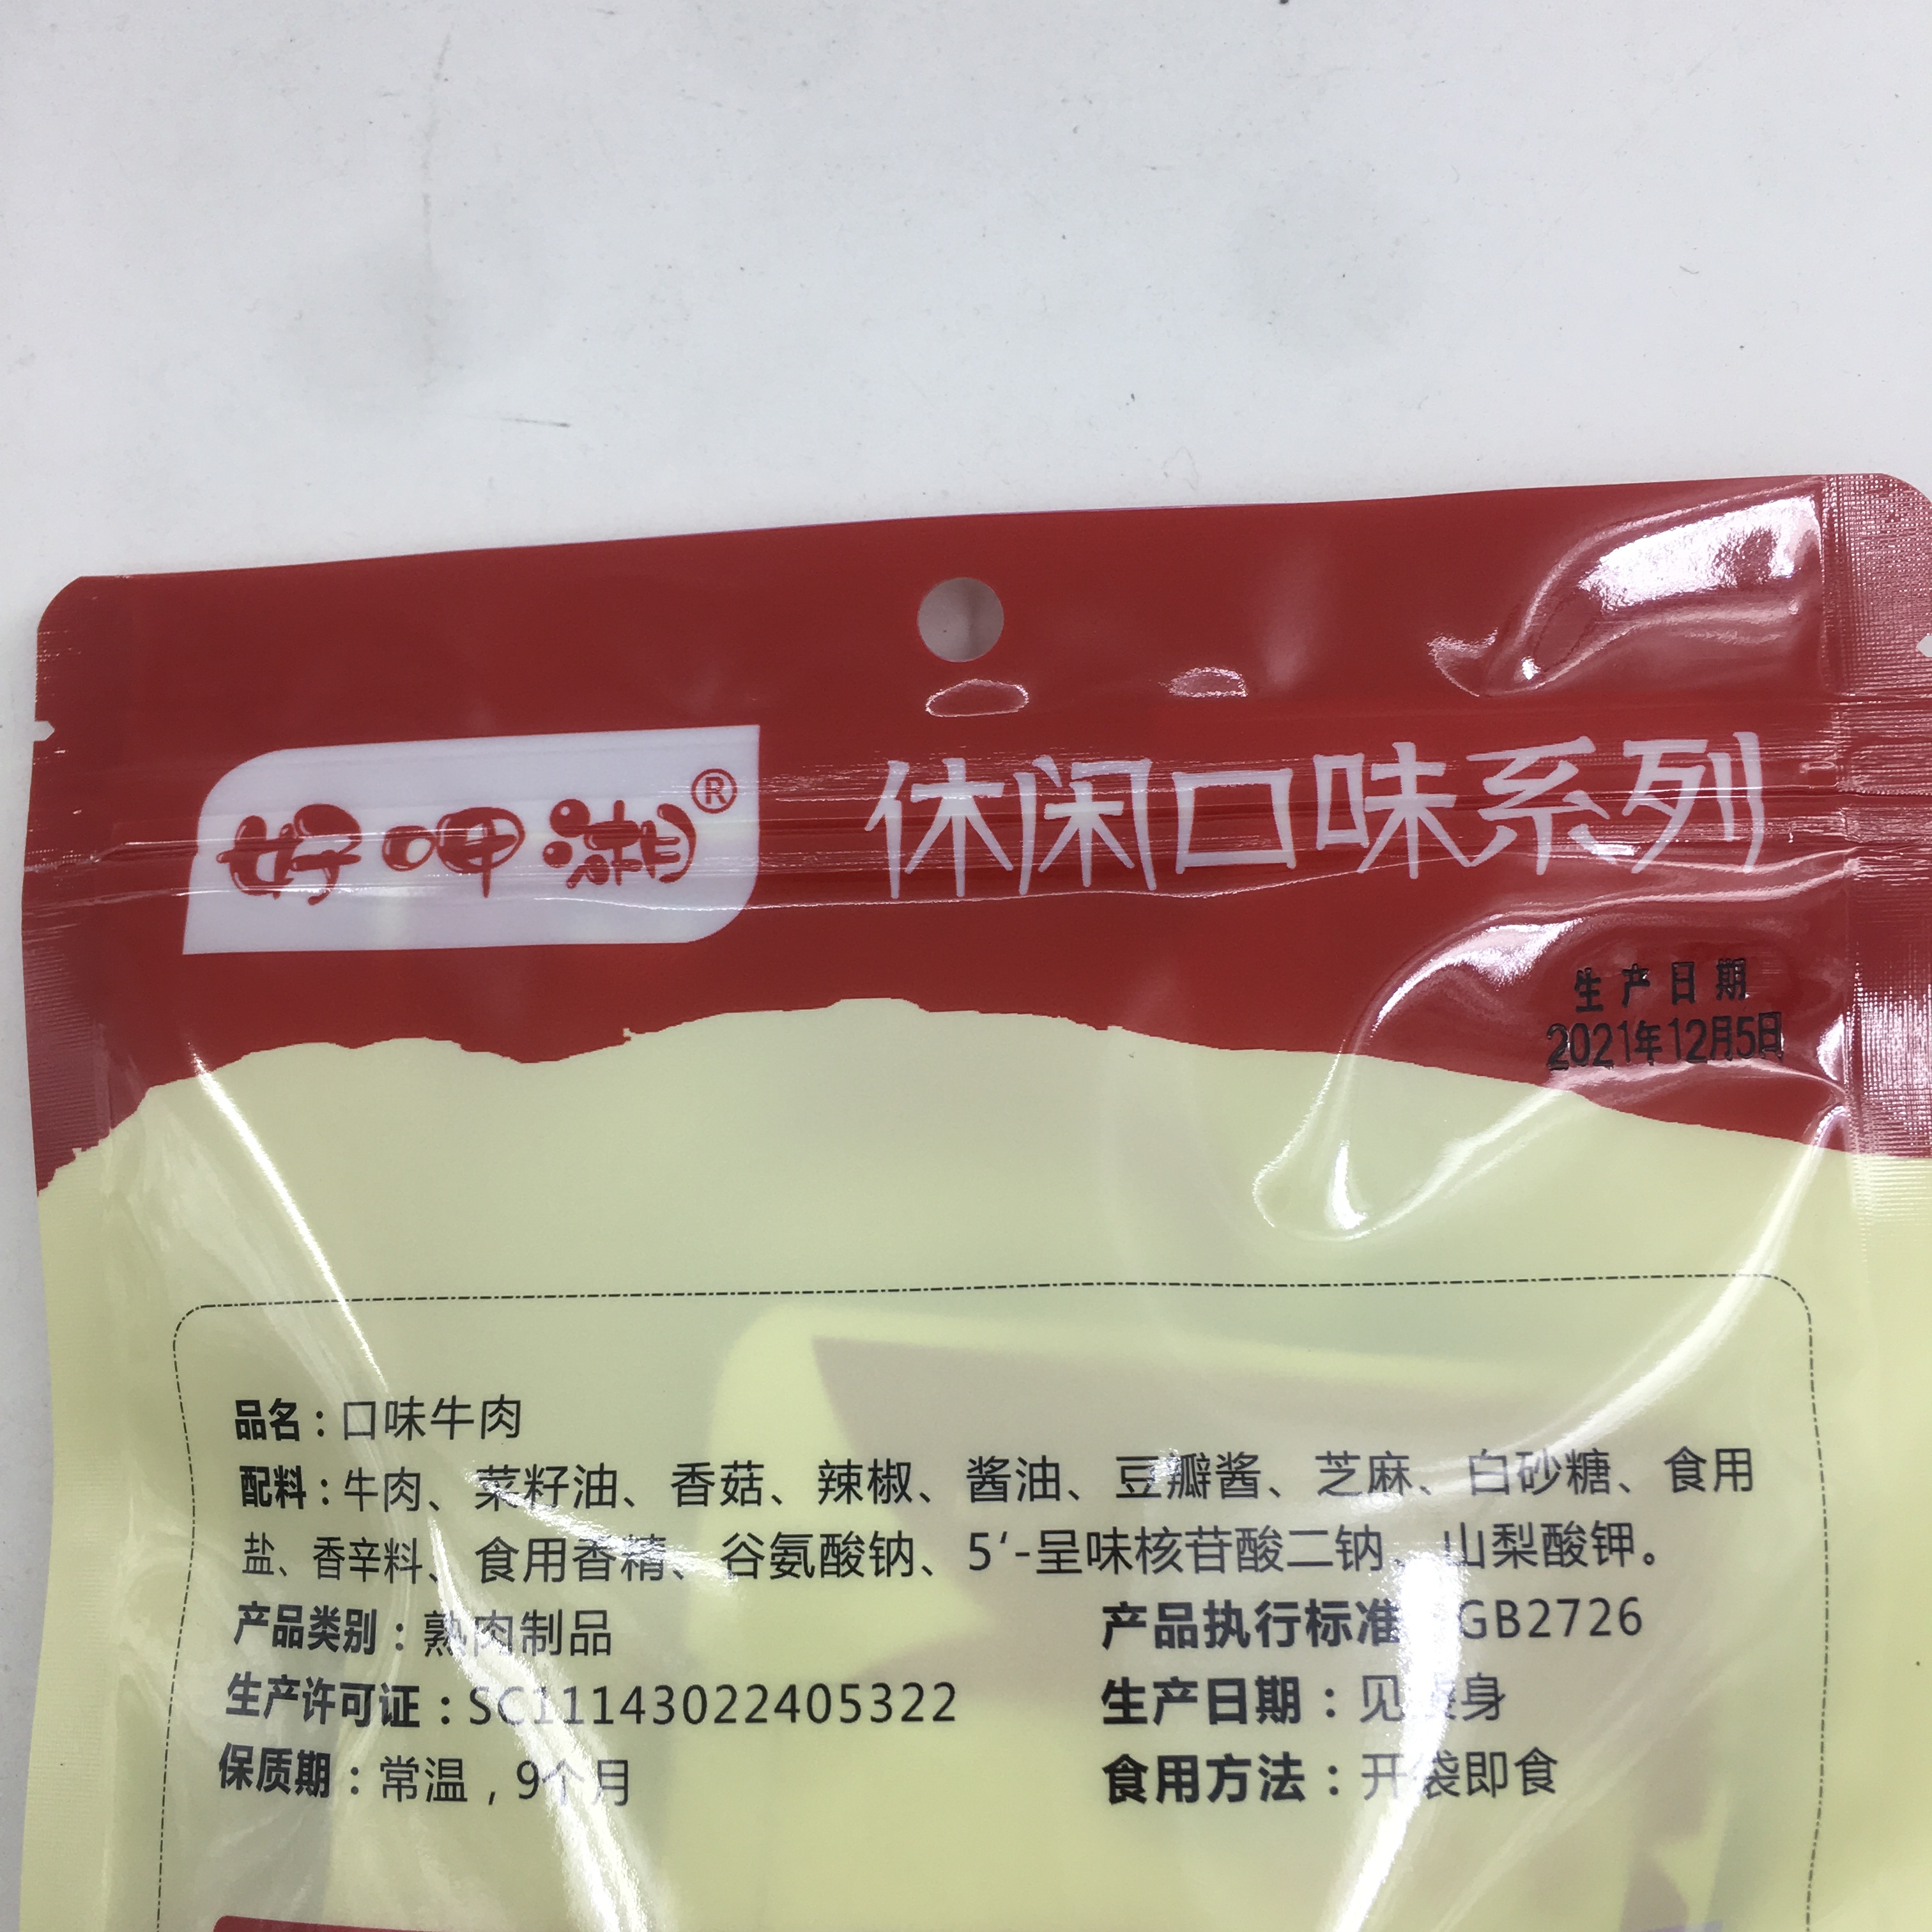 好呷湘®
休闲口味系列
生产日期
2021年12月5日
品名：口味牛肉
配料：牛肉、菜籽油、香菇、辣椒、酱油、豆瓣酱、芝麻、白砂糖、食用
盐、香辛料、食用香精、谷氨酸钠、5‘-呈味核苷酸二钠、山梨酸钾。
产品类别：熟肉制品
产品执行标准：GB2726
生产许可证：SC11143022405322
生产日期：见袋身
保质期：常温，9个月
食用方法：开袋即食